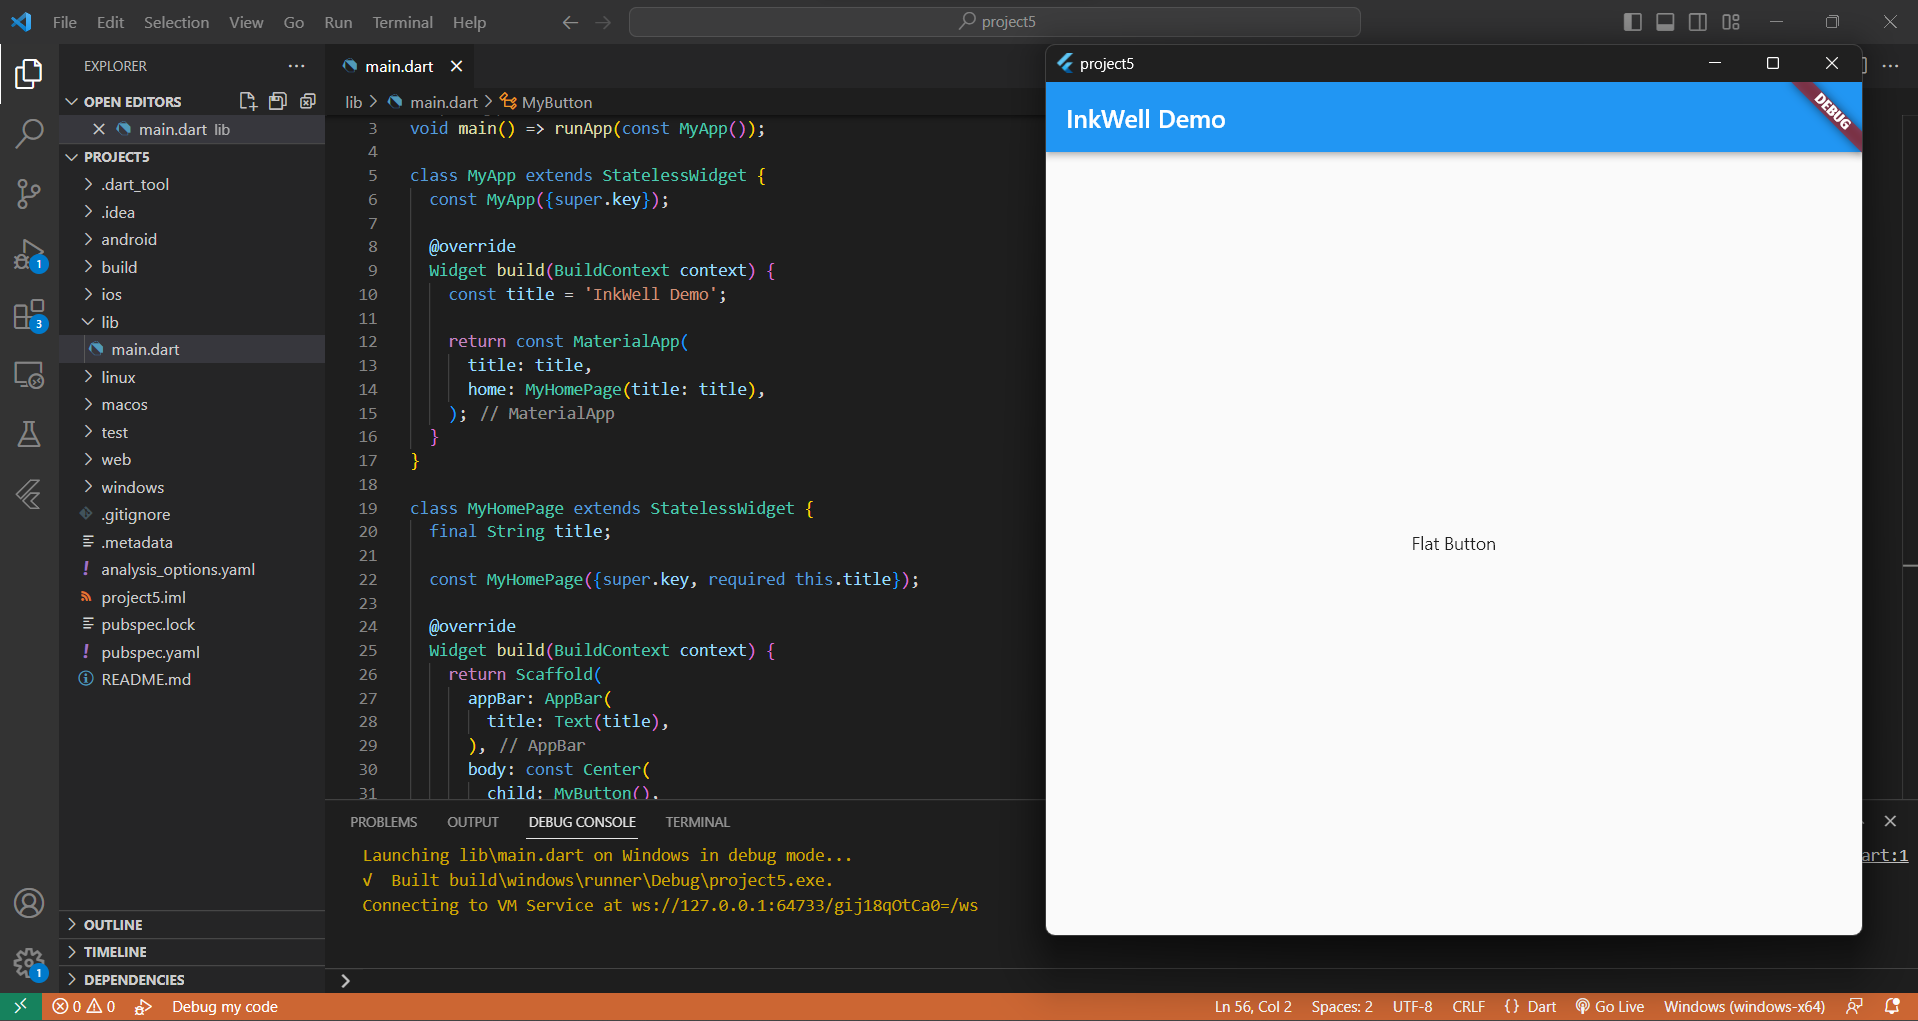 File Edit Selection View Go Run Terminal Help
project5
EXPLORER
OPEN EDITORS
main.dart lib
PROJECT5
.dart_tool
.idea
android
build
ios
lib
main.dart
linux
macos
test
web
windows
.gitignore
.metadata
analysis_options.yaml
project5.iml
pubspec.lock
pubspec.yaml
README.md
OUTLINE
TIMELINE
DEPENDENCIES
1
3
1
main.dart
lib > main.dart > MyButton
3 void main() => runApp(const MyApp());
4
5 class MyApp extends StatelessWidget {
6 const MyApp({super.key});
7
8 @override
9 Widget build(BuildContext context) {
10 const title = 'InkWell Demo';
11
12 return const MaterialApp(
13 title: title,
14 home: MyHomePage(title: title),
15 ); // MaterialApp
16 }
17 }
18
19 class MyHomePage extends StatelessWidget {
20 final String title;
21
22 const MyHomePage({super.key, required this.title});
23
24 @override
25 Widget build(BuildContext context) {
26 return Scaffold(
27 appBar: AppBar(
28 title: Text(title),
29 ), // AppBar
30 body: const Center(
31 child: MyButton(),
PROBLEMS OUTPUT DEBUG CONSOLE TERMINAL
Launching lib\main.dart on Windows in debug mode...
√ Built build\windows\runner\Debug\project5.exe.
Connecting to VM Service at ws://127.0.0.1:64733/gij18qOtCa0=/ws
art:1
project5
InkWell Demo
DEBUG
Flat Button
0 0 Debug my code
Ln 56, Col 2 Spaces: 2 UTF-8 CRLF {} Dart Go Live Windows (windows-x64)